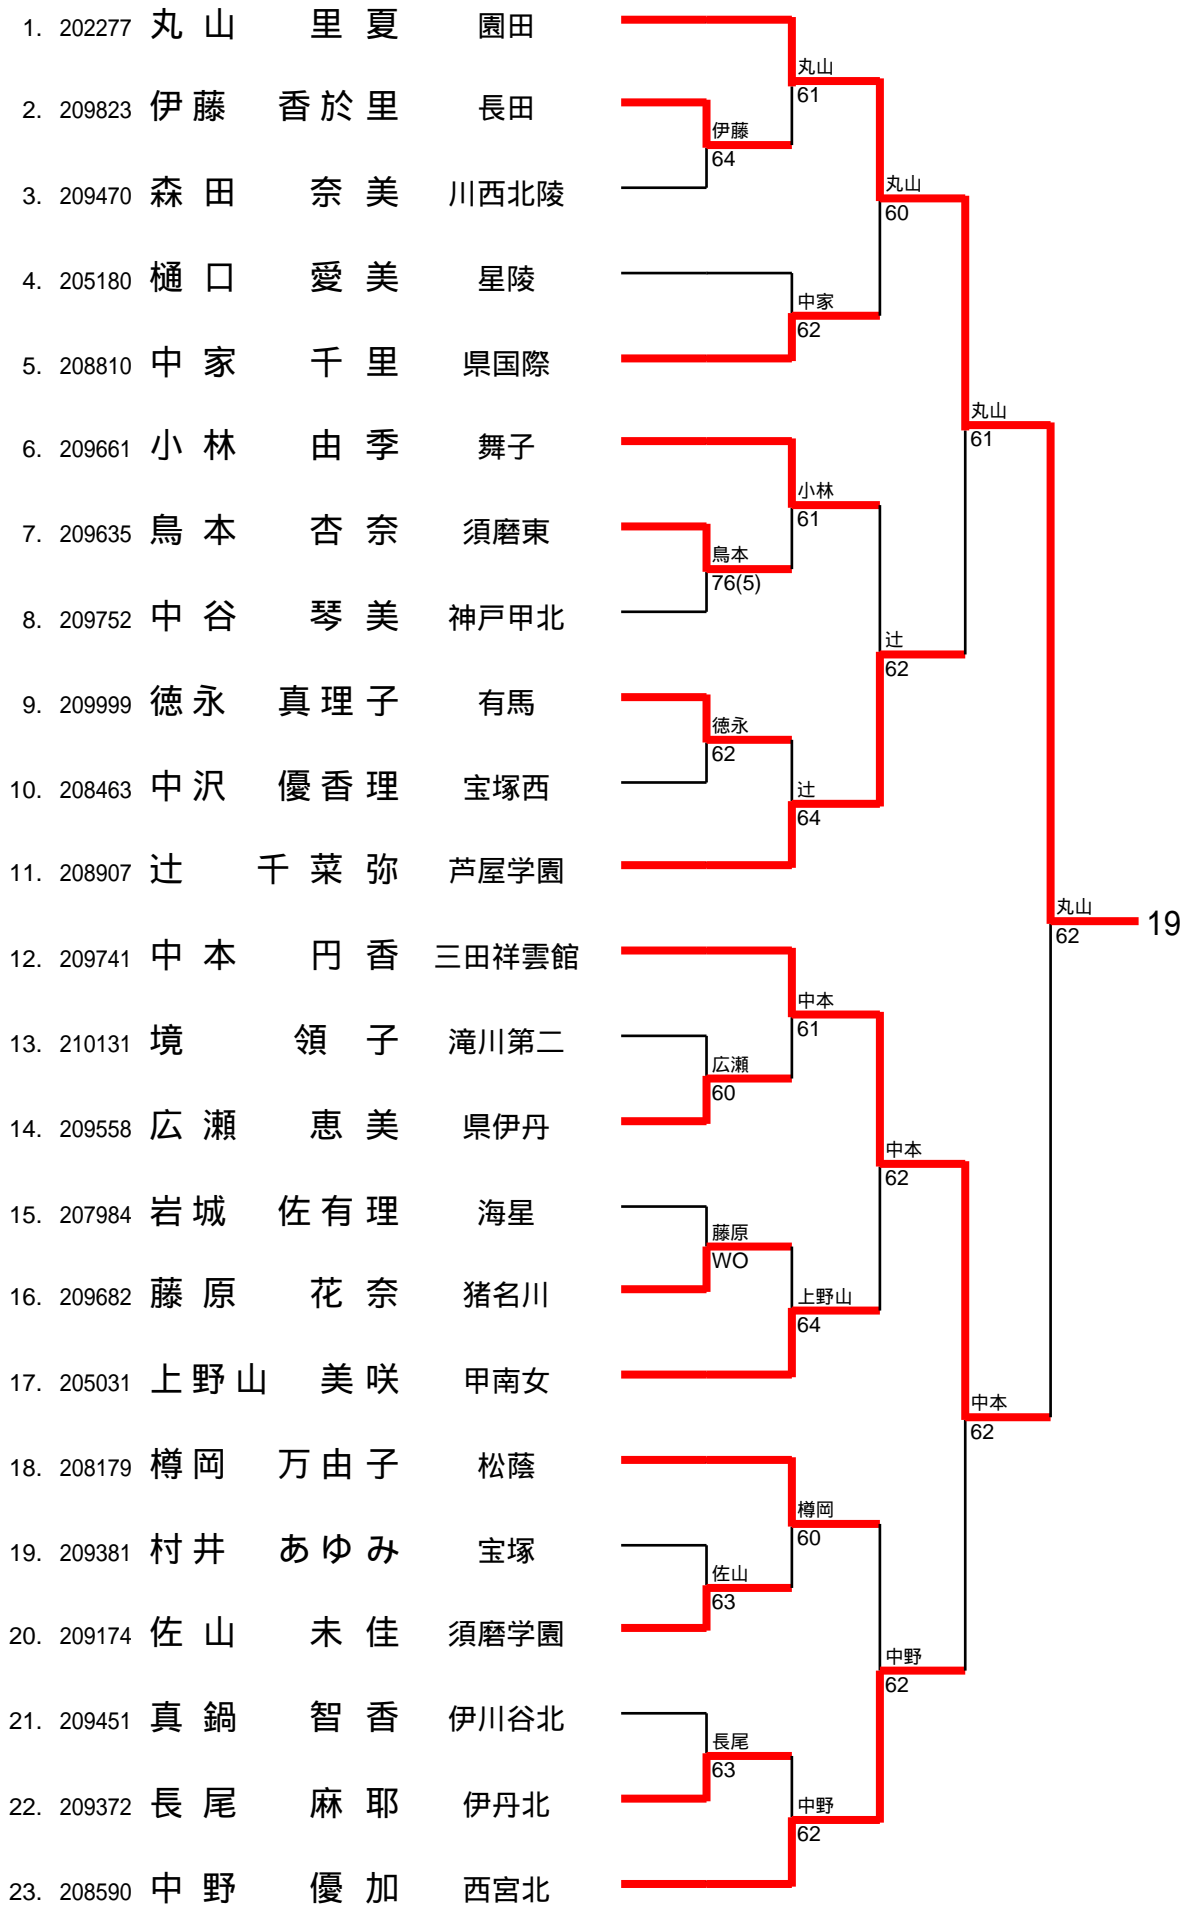 1. 202277 丸山 里夏 園田
丸山
61
2. 209823 伊藤 香於里 長田
伊藤
64
3. 209470 森田 奈美 川西北陵
丸山
60
4. 205180 樋口 愛美 星陵
中家
62
5. 208810 中家 千里 県国際
丸山
61
6. 209661 小林 由季 舞子
小林
61
7. 209635 鳥本 杏奈 須磨東
鳥本
76(5)
8. 209752 中谷 琴美 神戸甲北
辻
62
9. 209999 徳永 真理子 有馬
徳永
62
10. 208463 中沢 優香理 宝塚西
辻
64
11. 208907 辻 千菜弥 芦屋学園
丸山
62
19
12. 209741 中本 円香 三田祥雲館
中本
61
13. 210131 境 領子 滝川第二
広瀬
60
14. 209558 広瀬 恵美 県伊丹
中本
62
15. 207984 岩城 佐有理 海星
藤原
WO
16. 209682 藤原 花奈 猪名川
上野山
64
17. 205031 上野山 美咲 甲南女
中本
62
18. 208179 樽岡 万由子 松蔭
樽岡
60
19. 209381 村井 あゆみ 宝塚
佐山
63
20. 209174 佐山 未佳 須磨学園
中野
62
21. 209451 真鍋 智香 伊川谷北
長尾
63
22. 209372 長尾 麻耶 伊丹北
中野
62
23. 208590 中野 優加 西宮北